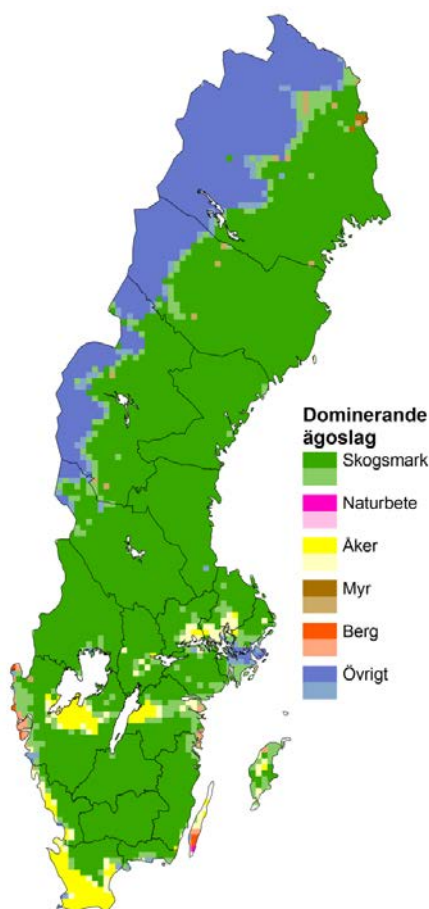 Dominerande
ägoslag
Skogsmark
Naturbete
Åker
Myr
Berg
Övrigt